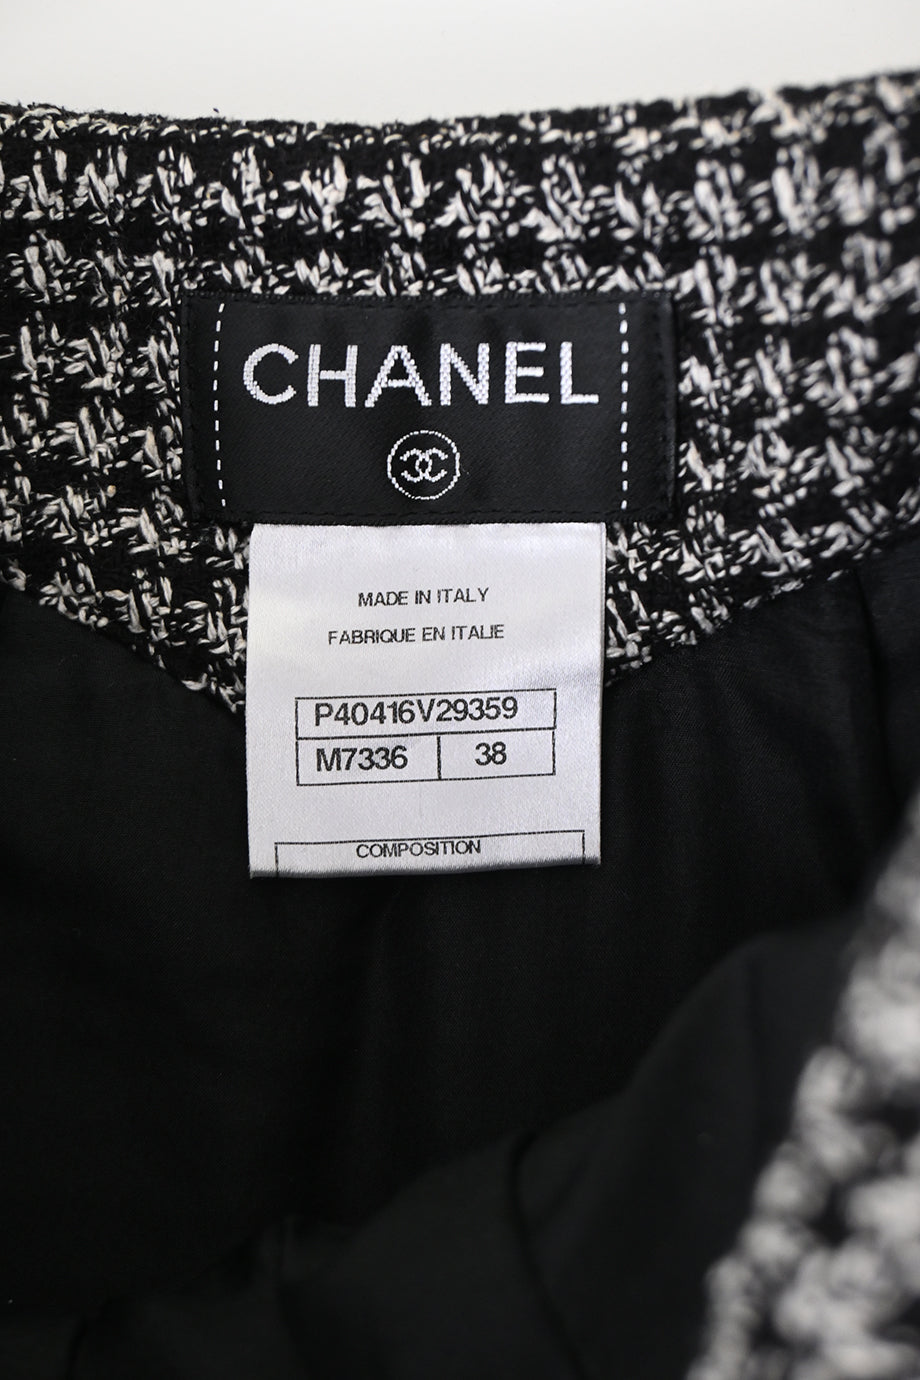 CHANEL
MADE IN ITALY
FABRIQUE EN ITALIE
P40416V29359
M7336 38
COMPOSITION